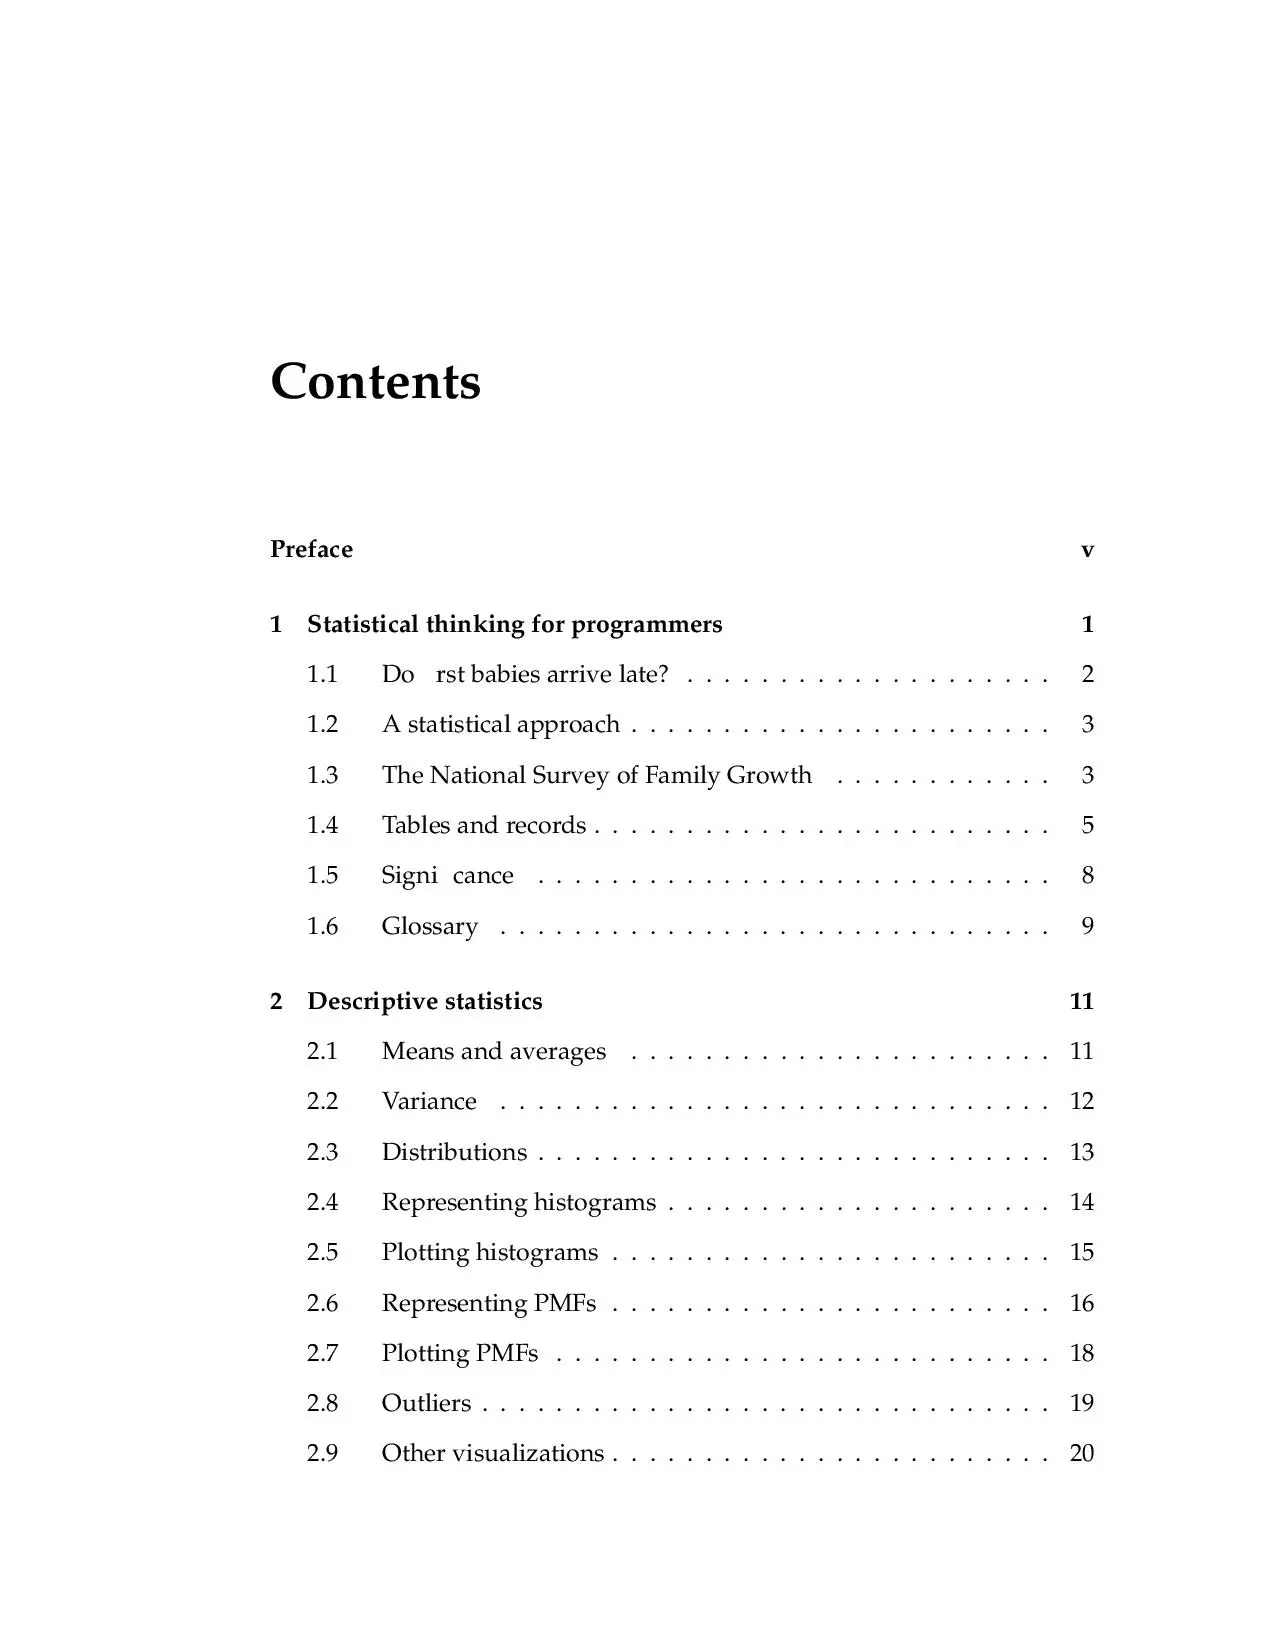 Contents
Preface v
1 Statistical thinking for programmers 1
1.1 Do rst babies arrive late? . . . . . . . . . . . . . . . . . . . . 2
1.2 A statistical approach . . . . . . . . . . . . . . . . . . . . . . . 3
1.3 The National Survey of Family Growth . . . . . . . . . . . . 3
1.4 Tables and records . . . . . . . . . . . . . . . . . . . . . . . . . 5
1.5 Signi cance . . . . . . . . . . . . . . . . . . . . . . . . . . . . 8
1.6 Glossary . . . . . . . . . . . . . . . . . . . . . . . . . . . . . . 9
2 Descriptive statistics 11
2.1 Means and averages . . . . . . . . . . . . . . . . . . . . . . . 11
2.2 Variance . . . . . . . . . . . . . . . . . . . . . . . . . . . . . . 12
2.3 Distributions . . . . . . . . . . . . . . . . . . . . . . . . . . . . 13
2.4 Representing histograms . . . . . . . . . . . . . . . . . . . . . 14
2.5 Plotting histograms . . . . . . . . . . . . . . . . . . . . . . . . 15
2.6 Representing PMFs . . . . . . . . . . . . . . . . . . . . . . . . 16
2.7 Plotting PMFs . . . . . . . . . . . . . . . . . . . . . . . . . . . 18
2.8 Outliers . . . . . . . . . . . . . . . . . . . . . . . . . . . . . . . 19
2.9 Other visualizations . . . . . . . . . . . . . . . . . . . . . . . . 20